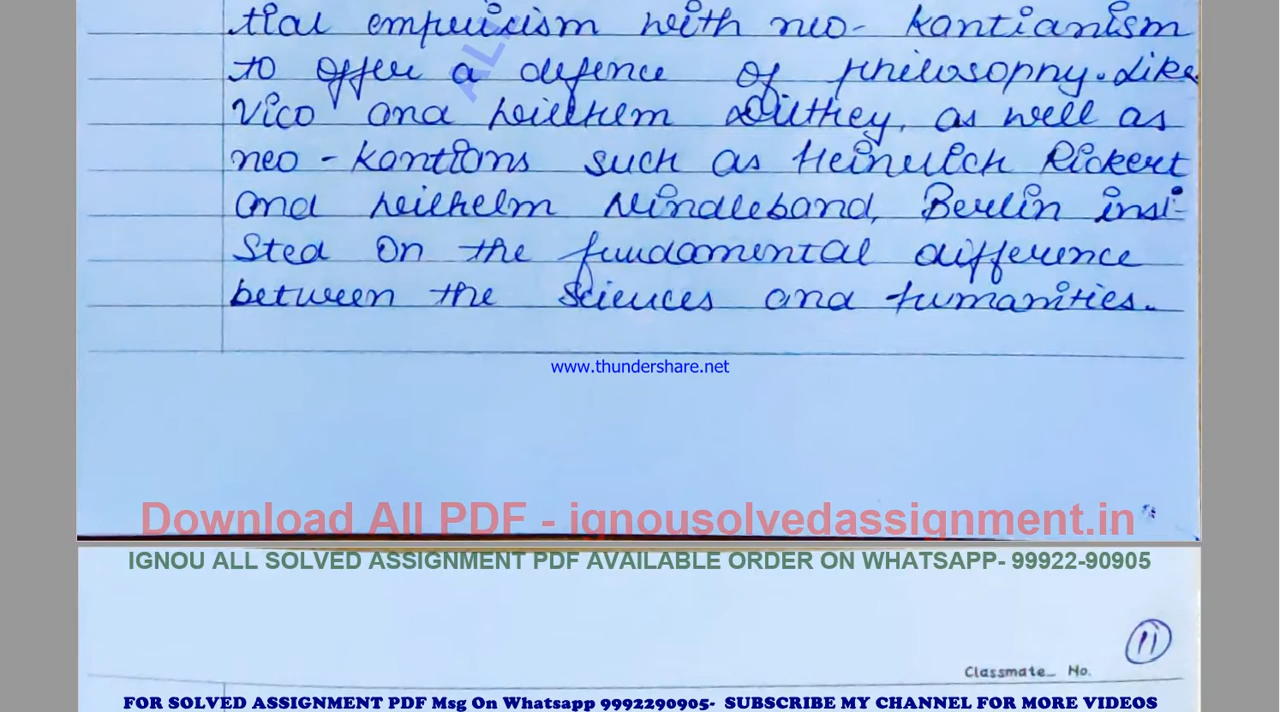 tial empiricism with neo- kantianism
to offer a defence of philosophy. Like
AL
Vico and Wilhelm Dilthey, as well as
neo - kantians such as Heinrich Rickert
and Wilhelm Windleband, Berlin insi-
sted on the fundamental difference
between the sciences and humanities.
www.thundershare.net
Download All PDF - ignousolvedassignment.in
IGNOU ALL SOLVED ASSIGNMENT PDF AVAILABLE ORDER ON WHATSAPP- 99922-90905
11
Classmate No.
FOR SOLVED ASSIGNMENT PDF Msg On Whatsapp 9992290905- SUBSCRIBE MY CHANNEL FOR MORE VIDEOS